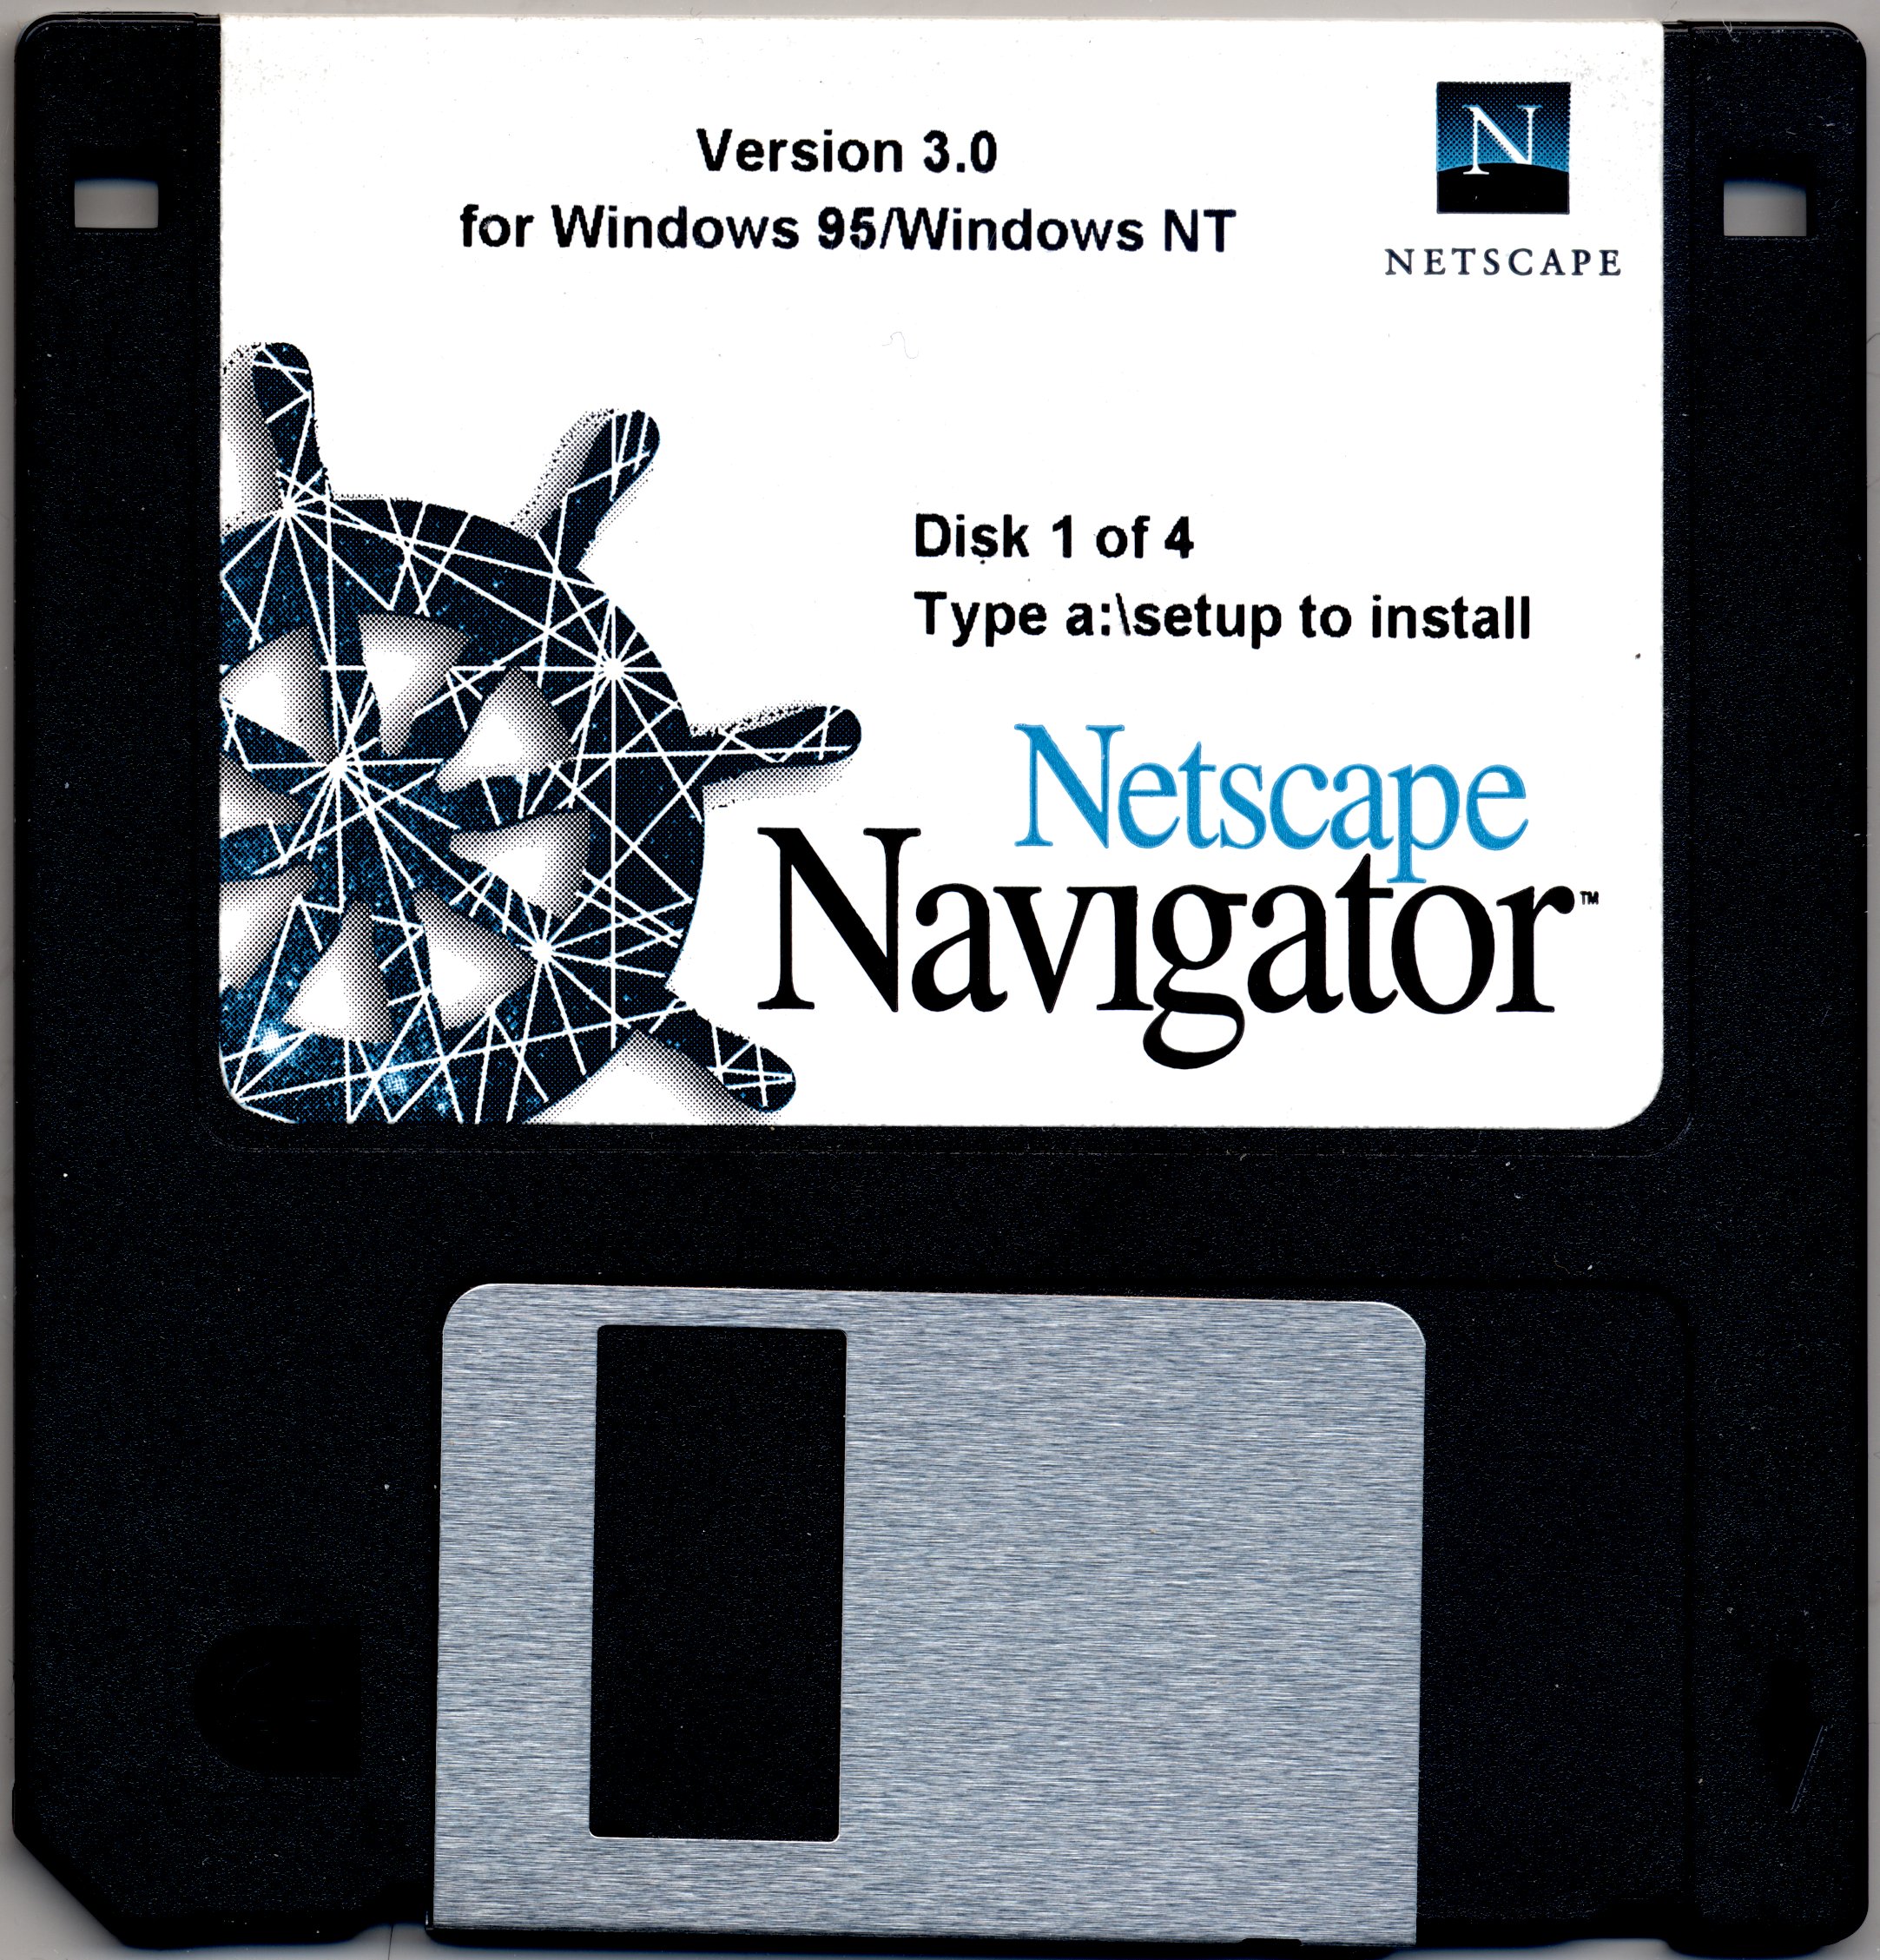 Version 3.0
for Windows 95/Windows NT
N
NETSCAPE
Disk 1 of 4
Type a:\setup to install
Netscape
Navigator™